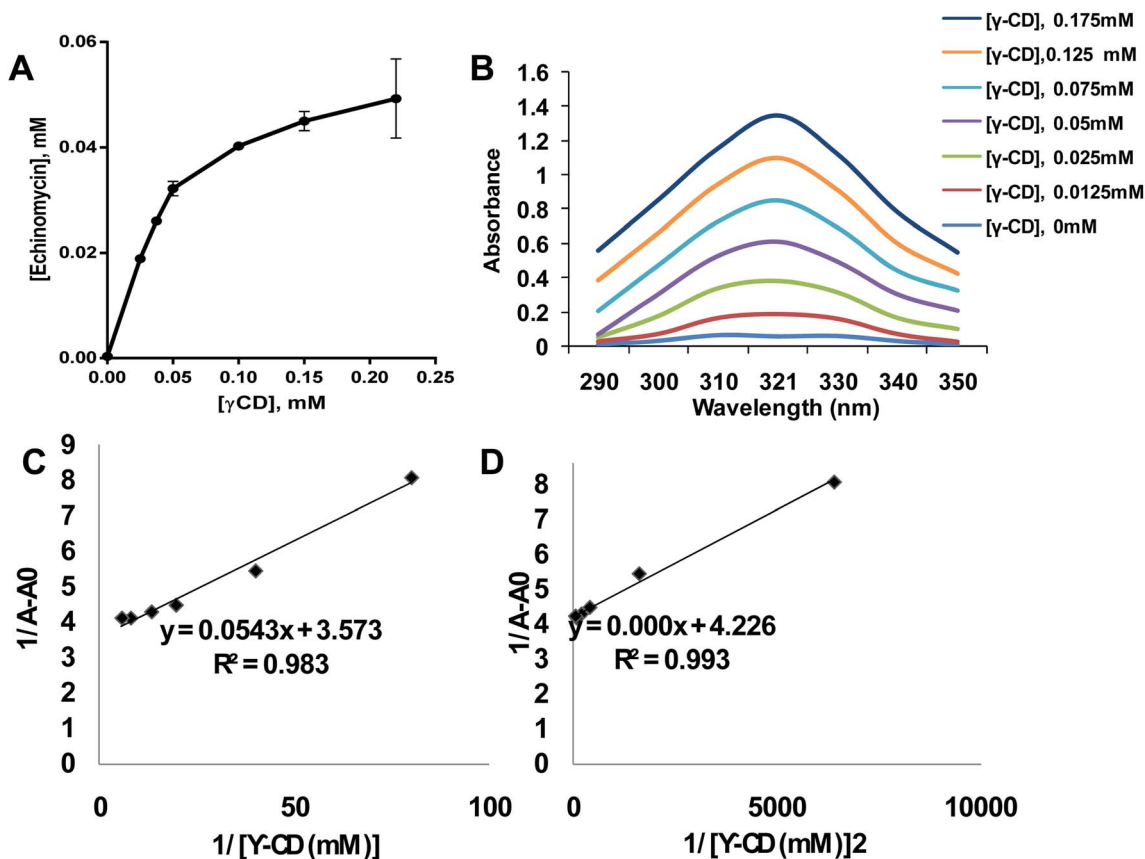 A
0.06
0.04
0.02
0.00
[Echinomycin], mM
0.00 0.05 0.10 0.15 0.20 0.25
[γCD], mM
B
1.6
1.4
1.2
1
0.8
0.6
0.4
0.2
0
Absorbance
290 300 310 321 330 340 350
Wavelength (nm)
[γ-CD], 0.175mM
[γ-CD],0.125 mM
[γ-CD], 0.075mM
[γ-CD], 0.05mM
[γ-CD], 0.025mM
[γ-CD], 0.0125mM
[γ-CD], 0mM
C
9
8
7
6
5
4
3
2
1
0
1/A-A0
y = 0.0543x + 3.573
R² = 0.983
0 50 100
1/[Y-CD (mM)]
D
8
7
6
5
4
3
2
1
0
1/A-A0
y = 0.000x + 4.226
R² = 0.993
0 5000 10000
1/[Y-CD (mM)]2